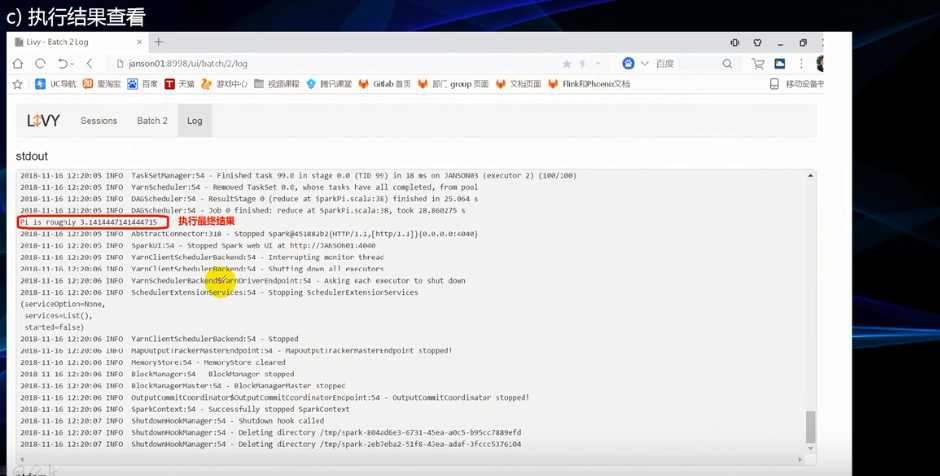 c) 执行结果查看
Livy - Batch 2 Log
janson01:8998/ui/batch/2/log
百度
UC导航 爱淘宝 百度 天猫 游戏中心 视频课程 腾讯课堂 Gitlab 首页 部门 group 页面 文档页面 Flink和Phoenix文档 移动设备书
LIVY Sessions Batch 2 Log
stdout
2018-11-16 12:20:05 INFO TaskSetManager:54 - Finished task 99.0 in stage 0.0 (TID 99) in 18 ms on JANSON03 (executor 2) (100/100)
2018-11-16 12:20:05 INFO YarnScheduler:54 - Removed TaskSet 0.0, whose tasks have all completed, from pool
2018-11-16 12:20:05 INFO DAGScheduler:54 - ResultStage 0 (reduce at SparkPi.scala:38) finished in 25.064 s
2018-11-16 12:20:05 INFO DAGScheduler:54 - Job 0 finished: reduce at SparkPi.scala:38, took 28.860275 s
Pi is roughly 3.1414447141444715 执行最终结果
2018-11-16 12:20:05 INFO AbstractConnector:318 - Stopped Spark@451882b2{HTTP/1.1,[http/1.1]}{0.0.0.0:4040}
2018-11-16 12:20:05 INFO SparkUI:54 - Stopped Spark web UI at http://JANSON01:4040
2018-11-16 12:20:06 INFO YarnClientSchedulerBackend:54 - Interrupting monitor thread
2018-11-16 12:20:06 INFO YarnClientSchedulerBackend:54 - Shutting down all executors
2018-11-16 12:20:06 INFO YarnSchedulerBackend$YarnDriverEndpoint:54 - Asking each executor to shut down
2018-11-16 12:20:06 INFO SchedulerExtensionServices:54 - Stopping SchedulerExtensionServices
(serviceOption=None,
services=List(),
started=false)
2018-11-16 12:20:06 INFO YarnClientSchedulerBackend:54 - Stopped
2018-11-16 12:20:06 INFO MapOutputTrackerMasterEndpoint:54 - MapOutputTrackerMasterEndpoint stopped!
2018-11-16 12:20:06 INFO MemoryStore:54 - MemoryStore cleared
2018-11-16 12:20:06 INFO BlockManager:54 - BlockManager stopped
2018-11-16 12:20:06 INFO BlockManagerMaster:54 - BlockManagerMaster stopped
2018-11-16 12:20:06 INFO OutputCommitCoordinator$OutputCommitCoordinatorEndpoint:54 - OutputCommitCoordinator stopped!
2018-11-16 12:20:06 INFO SparkContext:54 - Successfully stopped SparkContext
2018-11-16 12:20:07 INFO ShutdownHookManager:54 - Shutdown hook called
2018-11-16 12:20:07 INFO ShutdownHookManager:54 - Deleting directory /tmp/spark-804ad6e3-6731-45ea-a0c5-b95cc7889efd
2018-11-16 12:20:07 INFO ShutdownHookManager:54 - Deleting directory /tmp/spark-2eb7eba2-51f8-43ea-adaf-3fccc5376104